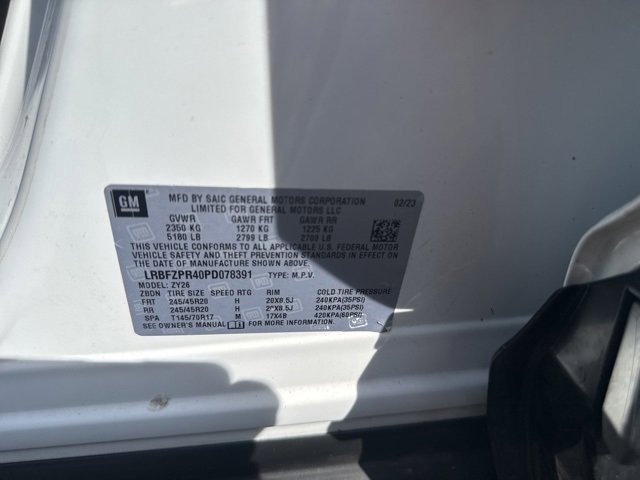 GM
MFD BY SAIC GENERAL MOTORS CORPORATION 02/23
LIMITED FOR GENERAL MOTORS LLC
GVWR GAWR FRT GAWR RR
2350 KG 1270 KG 1225 KG
5180 LB 2799 LB 2700 LB
THIS VEHICLE CONFORMS TO ALL APPLICABLE U.S. FEDERAL MOTOR
VEHICLE SAFETY, BUMPER, AND THEFT PREVENTION STANDARDS IN EFFECT ON
THE DATE OF MANUFACTURE SHOWN ABOVE.
LRBFZPR40PD078391 TYPE: M.P.V.
MODEL: ZY26
ZBDN TIRE SIZE SPEED RTG RIM COLD TIRE PRESSURE
FRT 245/45R20 H 20X8.5J 240KPA(35PSI)
RR 245/45R20 H 2*X8.5J 240KPA(35PSI)
SPA T145/70R17 M 17X4B 420KPA(60PSI)
SEE OWNER'S MANUAL FOR MORE INFORMATION.